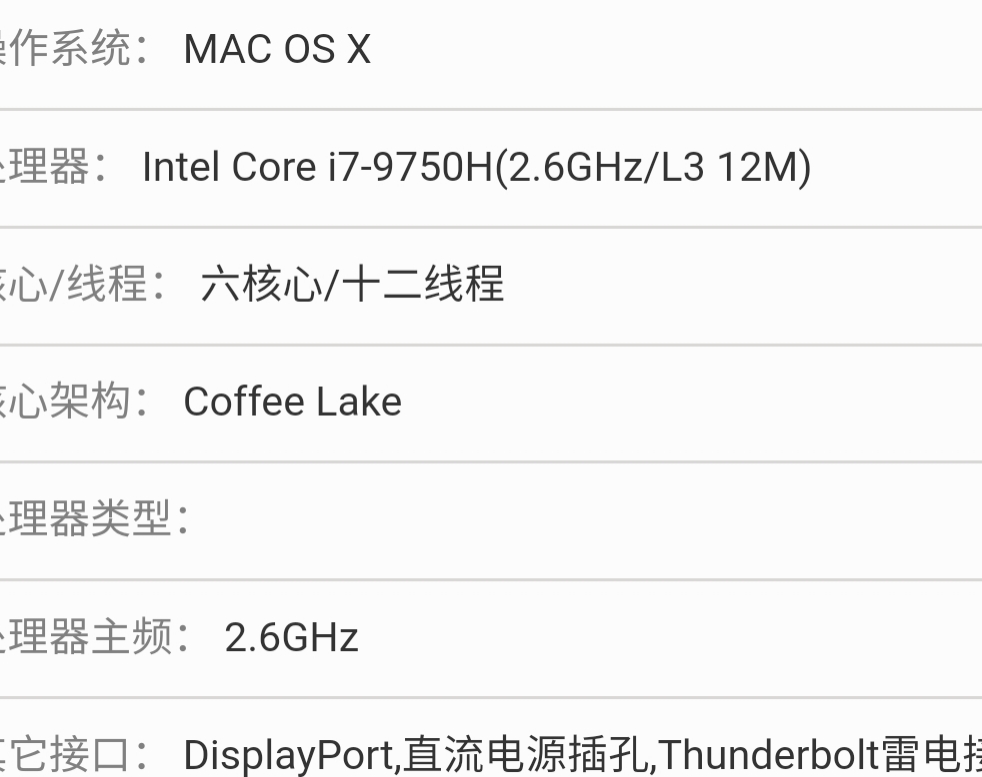 作系统： MAC OS X
理器： Intel Core i7-9750H(2.6GHz/L3 12M)
心/线程： 六核心/十二线程
心架构： Coffee Lake
理器类型：
理器主频： 2.6GHz
它接口： DisplayPort,直流电源插孔,Thunderbolt雷电